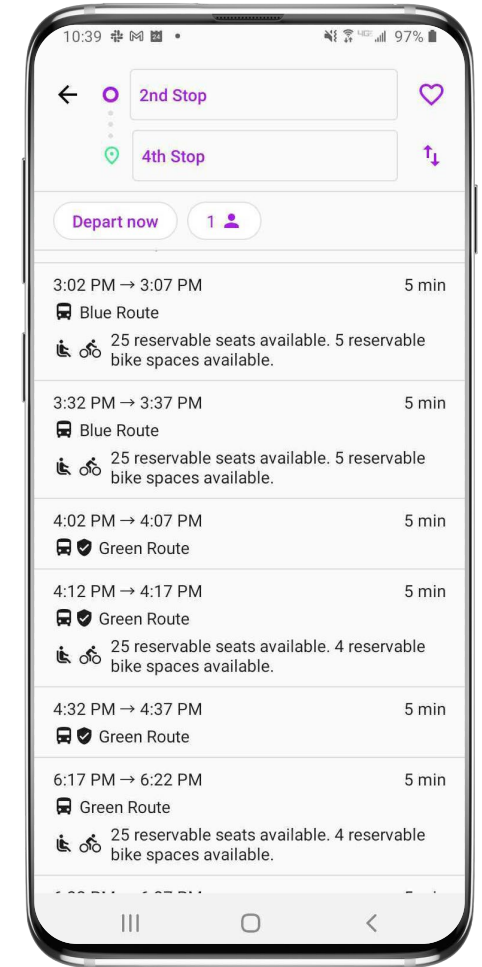 10:39
97%
2nd Stop
4th Stop
Depart now
1
3:02 PM → 3:07 PM 5 min
Blue Route
25 reservable seats available. 5 reservable
bike spaces available.
3:32 PM → 3:37 PM 5 min
Blue Route
25 reservable seats available. 5 reservable
bike spaces available.
4:02 PM → 4:07 PM 5 min
Green Route
4:12 PM → 4:17 PM 5 min
Green Route
25 reservable seats available. 4 reservable
bike spaces available.
4:32 PM → 4:37 PM 5 min
Green Route
6:17 PM → 6:22 PM 5 min
Green Route
25 reservable seats available. 4 reservable
bike spaces available.